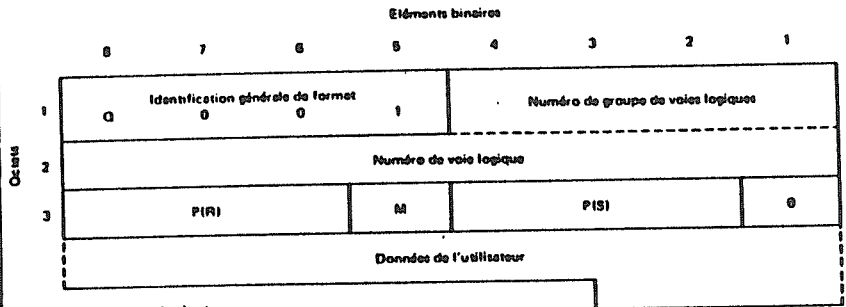 Eléments binaires
8 7 6 5 4 3 2 1
Identification générale de format
Numéro de groupe de voies logiques
1 Q 0 0 1
Octets
2 Numéro de voie logique
3 P(R) M P(S) 0
Données de l'utilisateur